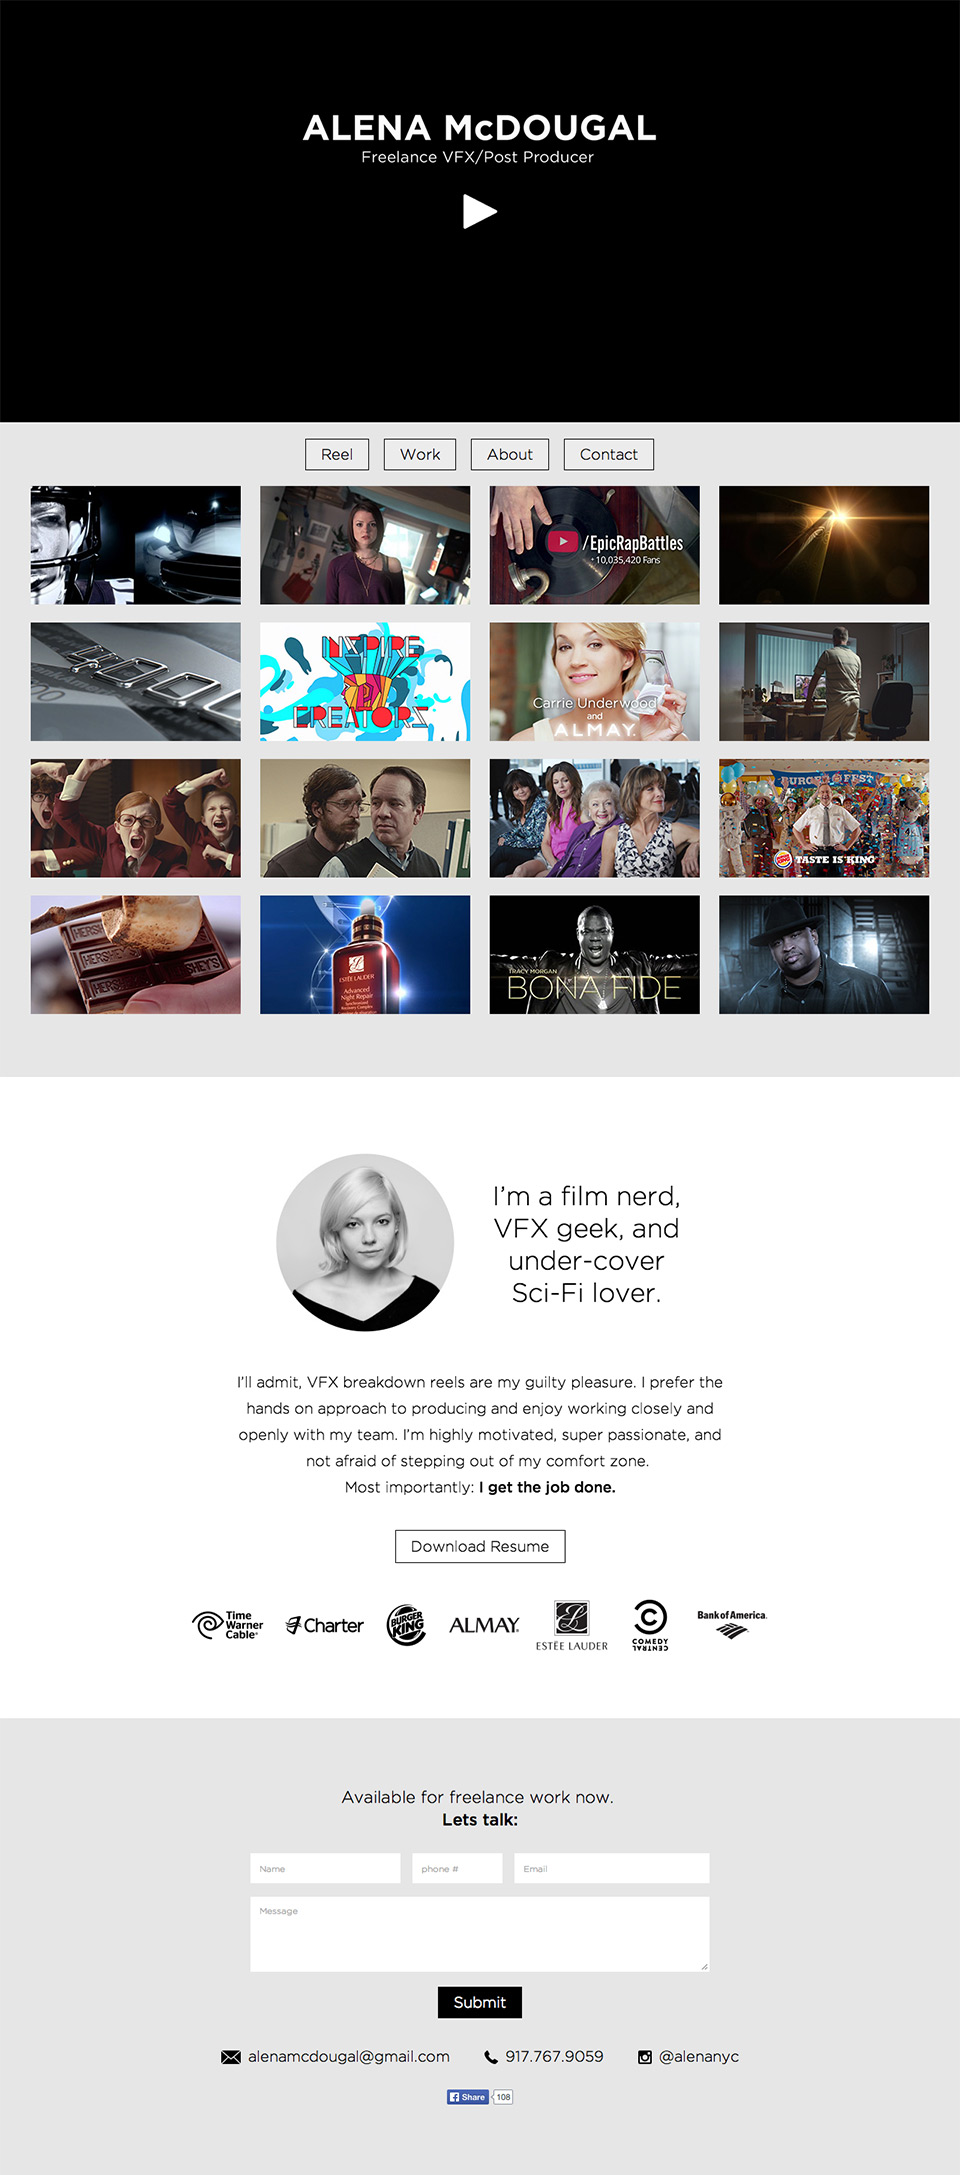 ALENA McDOUGAL
Freelance VFX/Post Producer
Reel Work About Contact
/EpicRapBattles
+10,035,420 Fans
INSPIRE
CREATORS
Carrie Underwood
and
ALMAY.
BURGER FEST
TASTE IS KING
HERSHEY'S
ESTĒE LAUDER
Advanced
Night Repair
Synchronized
Recovery Complex
TRACY MORGAN
BONA FIDE
I'm a film nerd,
VFX geek, and
under-cover
Sci-Fi lover.
I'll admit, VFX breakdown reels are my guilty pleasure. I prefer the
hands on approach to producing and enjoy working closely and
openly with my team. I'm highly motivated, super passionate, and
not afraid of stepping out of my comfort zone.
Most importantly: I get the job done.
Download Resume
Time
Warner
Cable
Charter
BURGER
KING
ALMAY
ESTĒE LAUDER
COMEDY
CENTRAL
Bank of America
Available for freelance work now.
Lets talk:
Name phone # Email
Message
Submit
alenamcdougal@gmail.com 917.767.9059 @alenanyc
Share 108